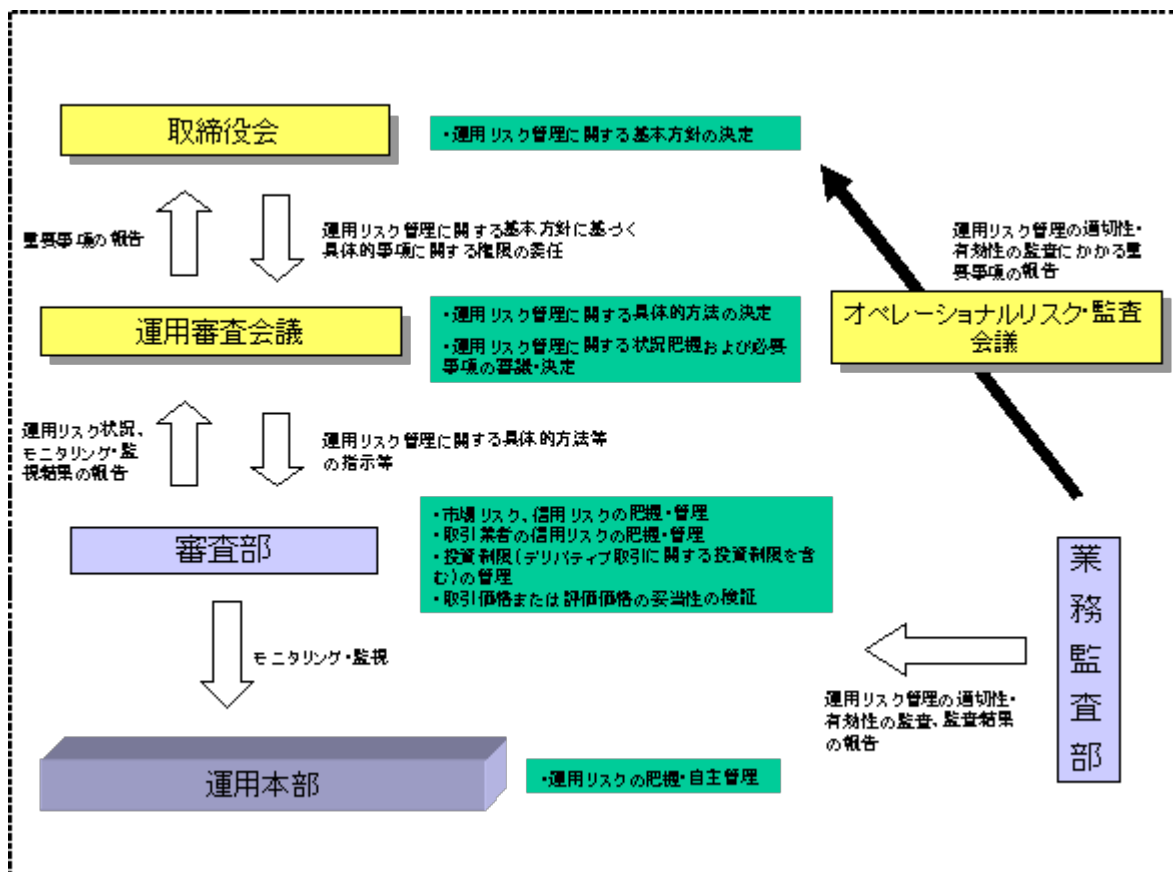 取締役会
・運用リスク管理に関する基本方針の決定
重要事項の報告
運用リスク管理に関する基本方針に基づく
具体的事項に関する権限の委任
運用リスク管理の適切性・
有効性の監査にかかる重
要事項の報告
運用審査会議
・運用リスク管理に関する具体的方法の決定
・運用リスク管理に関する状況把握および必要
事項の審議・決定
オペレーショナルリスク・監査
会議
運用リスク状況、
モニタリング・監
視結果の報告
運用リスク管理に関する具体的方法等
の指示等
審査部
・市場リスク、信用リスクの把握・管理
・取引業者の信用リスクの把握・管理
・投資制限(デリバティブ取引に関する投資制限を含
む)の管理
・取引価格または評価価格の妥当性の検証
業務監査部
モニタリング・監視
運用リスク管理の適切性・
有効性の監査、監査結果
の報告
運用本部
・運用リスクの把握・自主管理